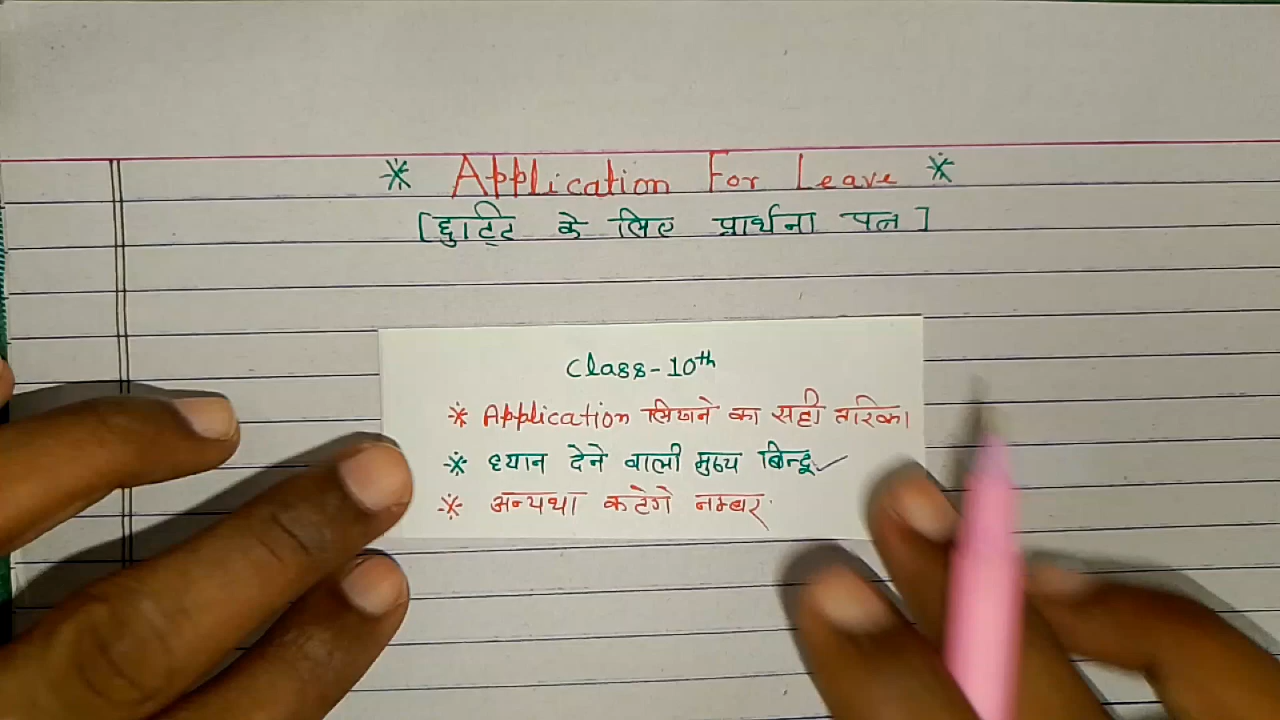 * Application For Leave *
[छुट्टि के लिए प्रार्थना पत्र]
Class-10th
* Application लिखने का सही तरिका।
* ध्यान देने वाली मुख्य बिन्दू✓
* अन्यथा कटेगे नम्बर